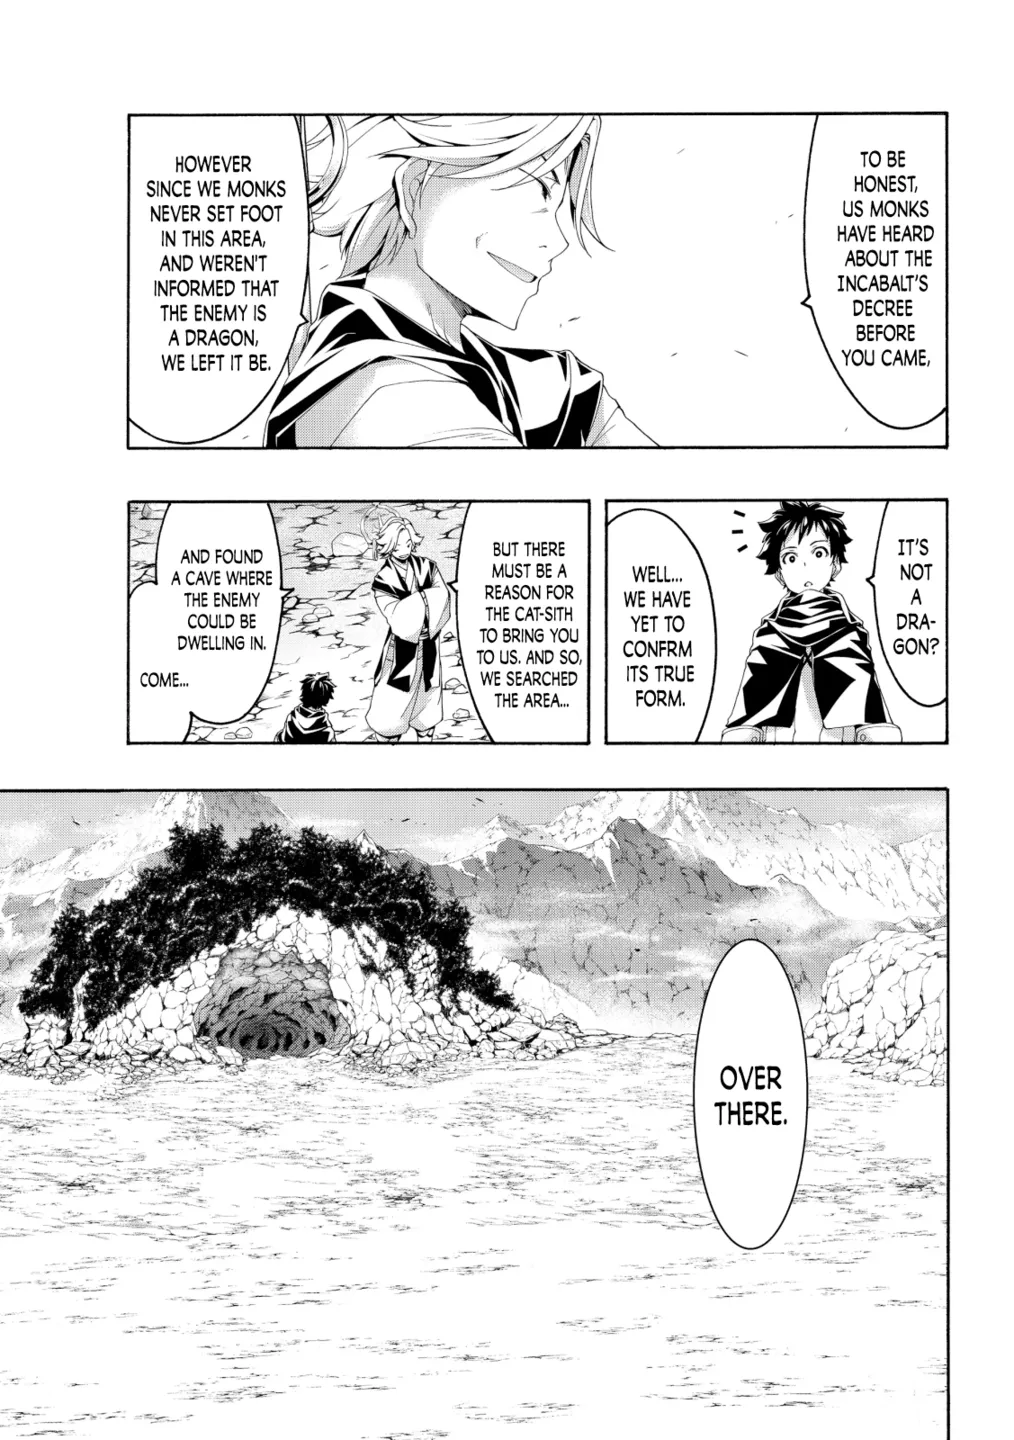 TO BE
HONEST,
US MONKS
HAVE HEARD
ABOUT THE
INCABALT'S
DECREE
BEFORE
YOU CAME,
HOWEVER
SINCE WE MONKS
NEVER SET FOOT
IN THIS AREA,
AND WEREN'T
INFORMED THAT
THE ENEMY IS
A DRAGON,
WE LEFT IT BE.
IT'S
NOT
A
DRA-
GON?
WELL...
WE HAVE
YET TO
CONFRM
ITS TRUE
FORM.
BUT THERE
MUST BE A
REASON FOR
THE CAT-SITH
TO BRING YOU
TO US. AND SO,
WE SEARCHED
THE AREA...
AND FOUND
A CAVE WHERE
THE ENEMY
COULD BE
DWELLING IN.
COME...
OVER
THERE.